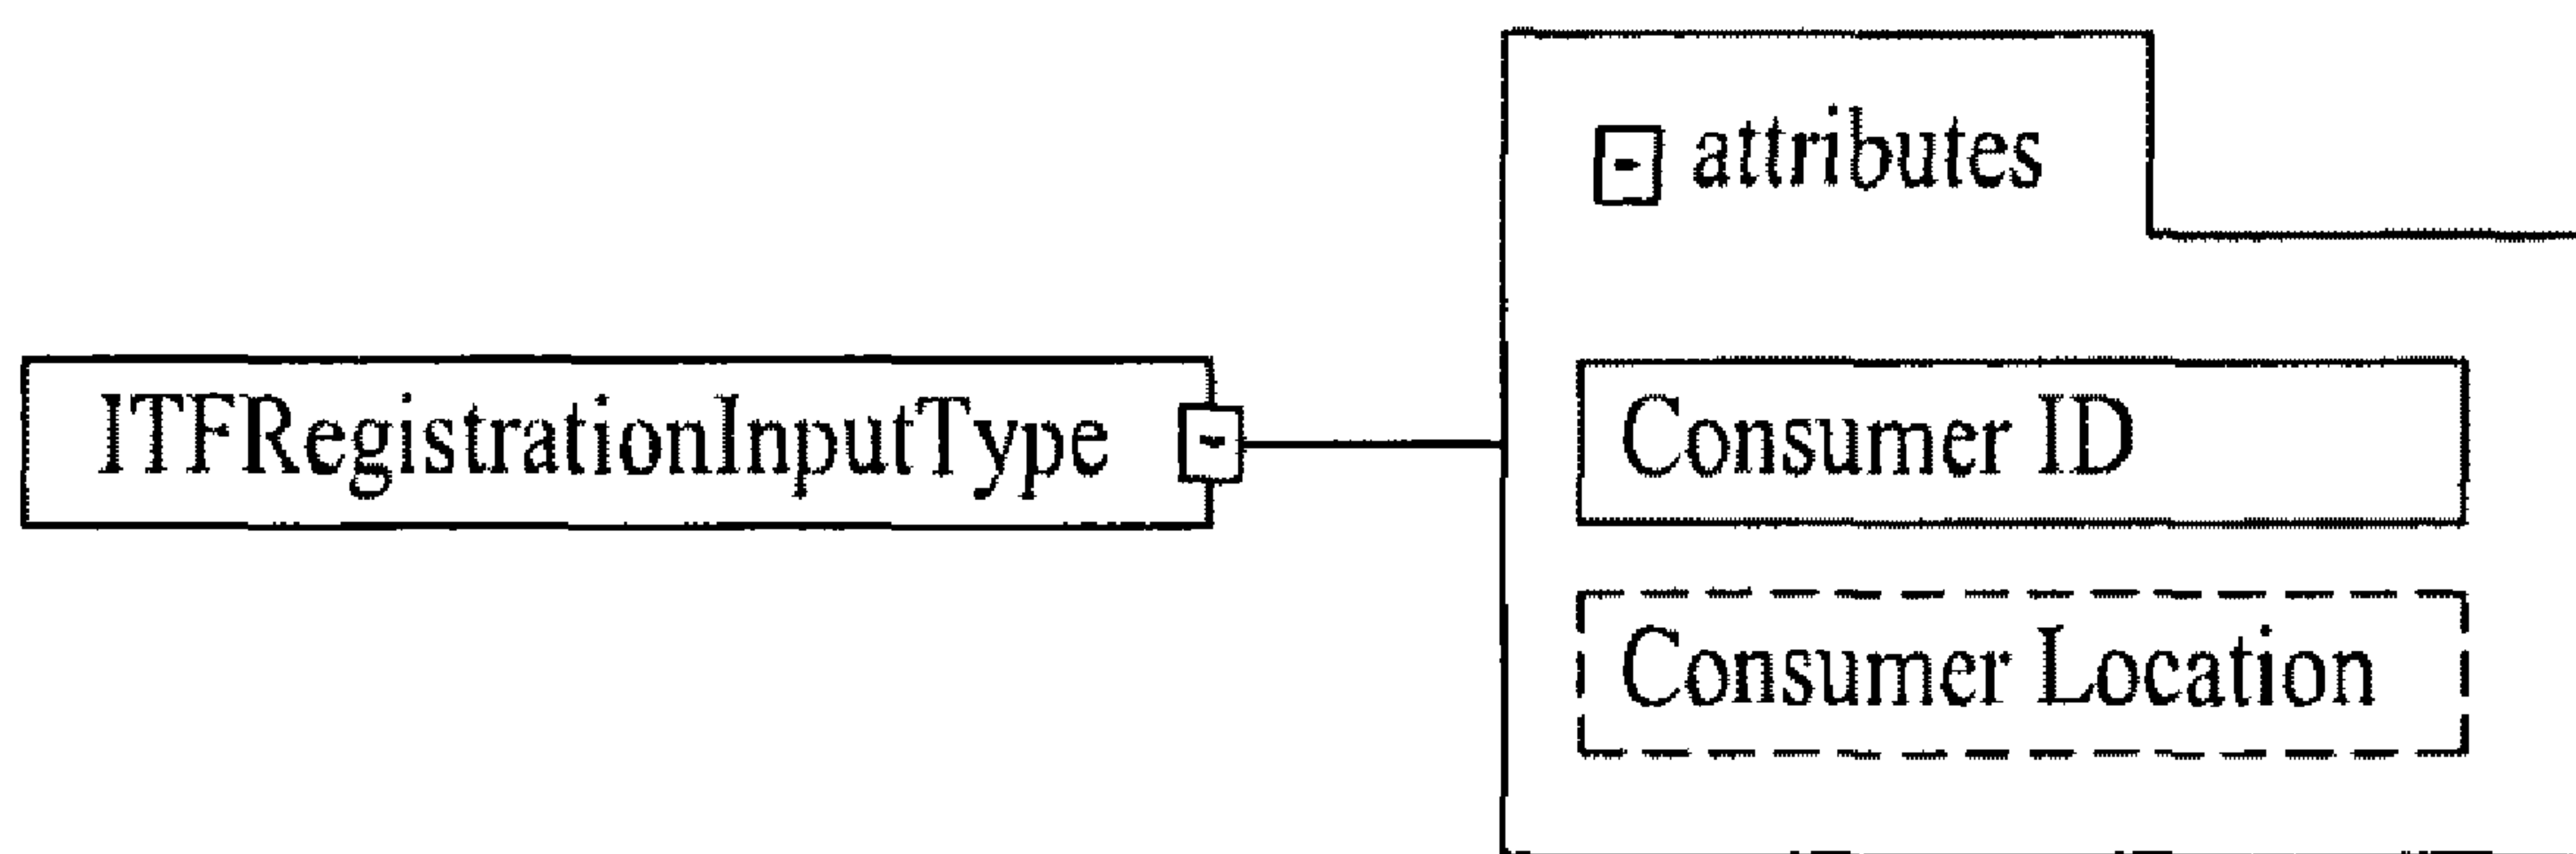 attributes
ITFRegistrationInputType
Consumer ID
Consumer Location